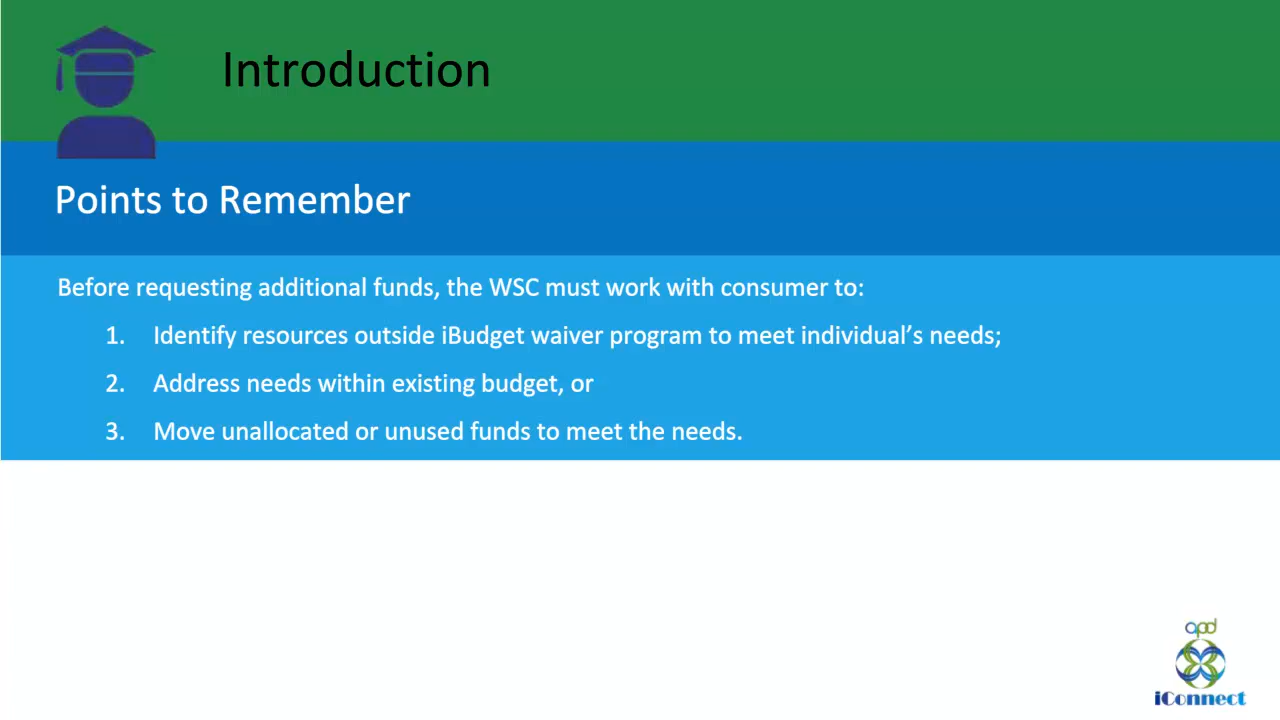 Introduction
Points to Remember
Before requesting additional funds, the WSC must work with consumer to:
1. Identify resources outside iBudget waiver program to meet individual’s needs;
2. Address needs within existing budget, or
3. Move unallocated or unused funds to meet the needs.
apd
iConnect